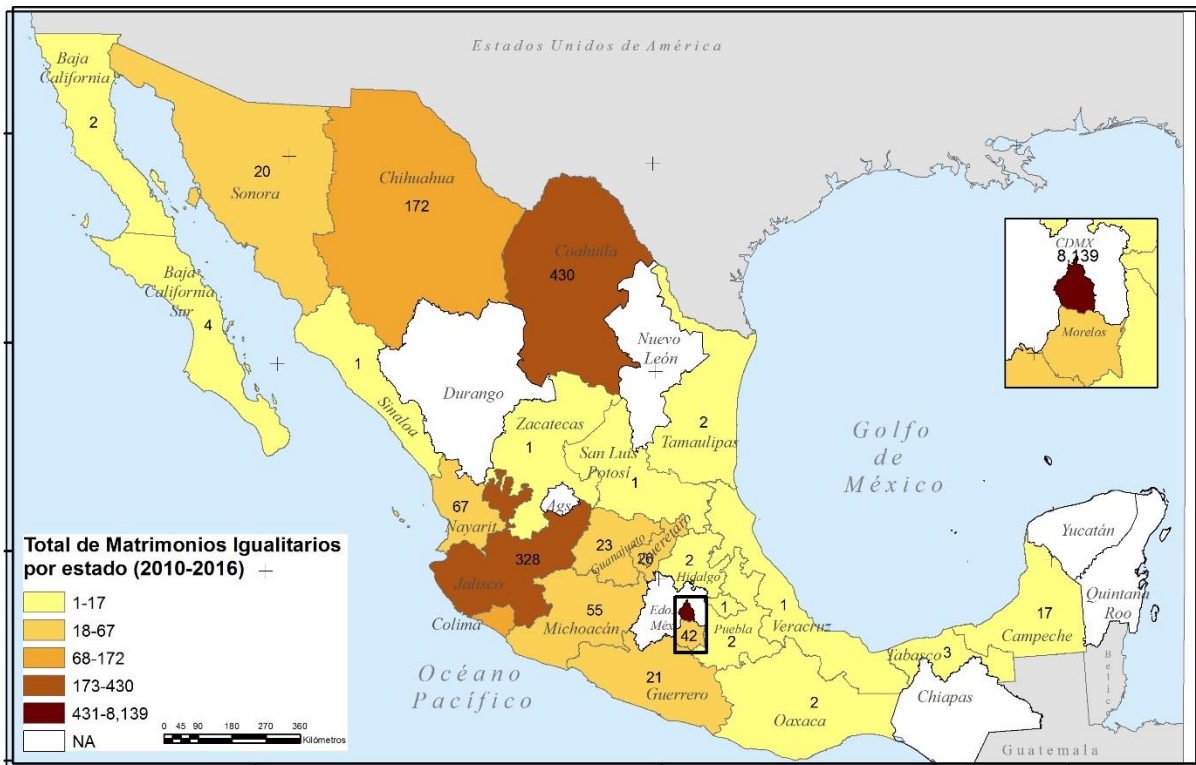 Estados Unidos de América
Baja
California
2
20
Sonora
Chihuahua
172
Coahuila
430
CDMX
8,139
Morelos
Baja
California
Sur
4
Nuevo
León
1
Sinaloa
Durango
Zacatecas
1
San Luis
Potosí
1
2
Tamaulipas
Golfo
de
México
67
Nayarit
Ags
328
Jalisco
23
Guanajuato
Querétaro
26
2
Hidalgo
Yucatán
Quintana
Roo
17
Campeche
Colima
55
Michoacán
Edo.
Méx
42
1
Puebla
2
1
Veracruz
Tabasco
3
Chiapas
21
Guerrero
2
Oaxaca
Océano
Pacífico
Belice
Guatemala
Total de Matrimonios Igualitarios
por estado (2010-2016)
1-17
18-67
68-172
173-430
431-8,139
NA
0 45 90 180 270 360
Kilómetros